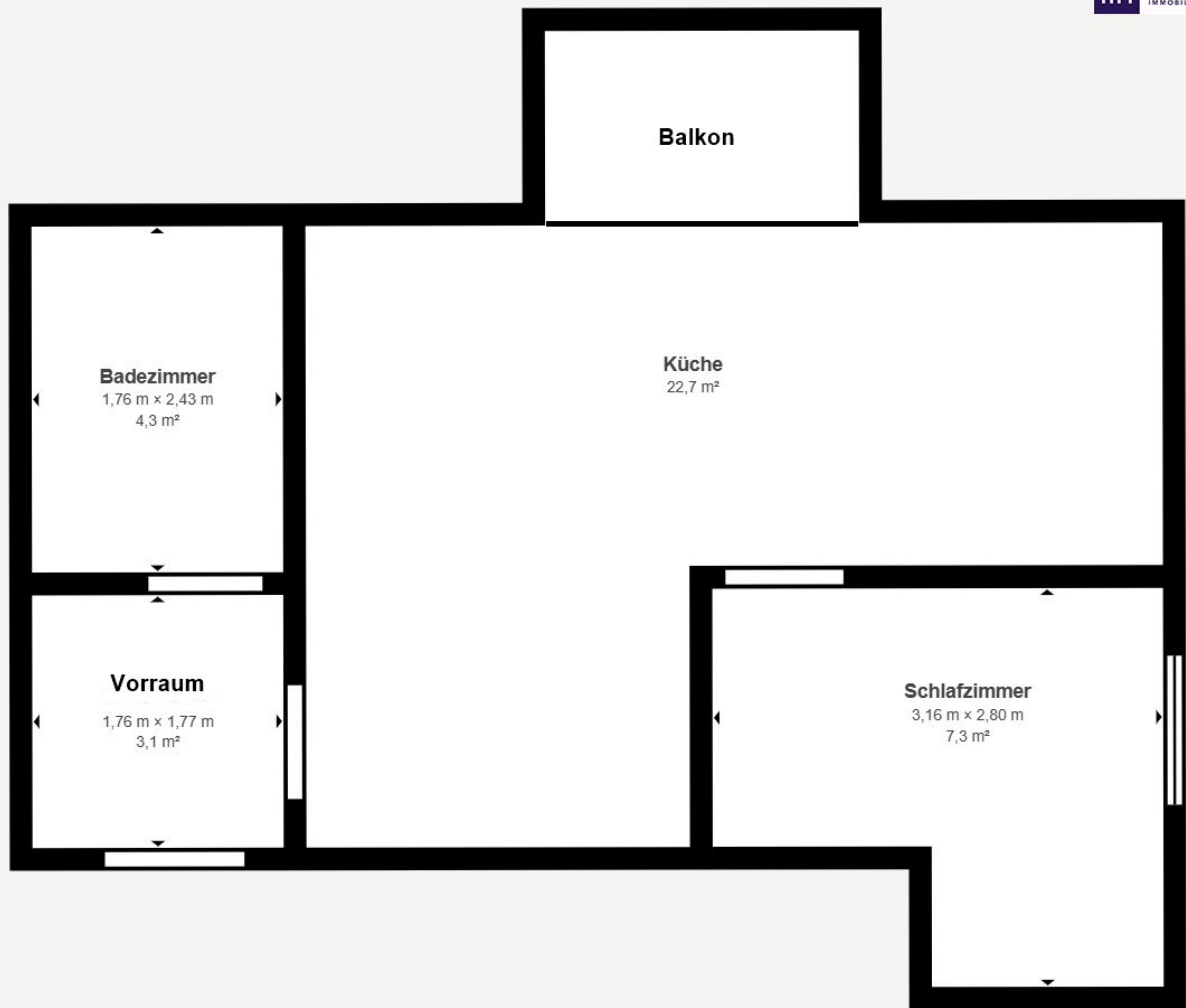 IMMOBIL
Balkon
Badezimmer
1,76 m × 2,43 m
4,3 m²
Küche
22,7 m²
Vorraum
1,76 m × 1,77 m
3,1 m²
Schlafzimmer
3,16 m × 2,80 m
7,3 m²